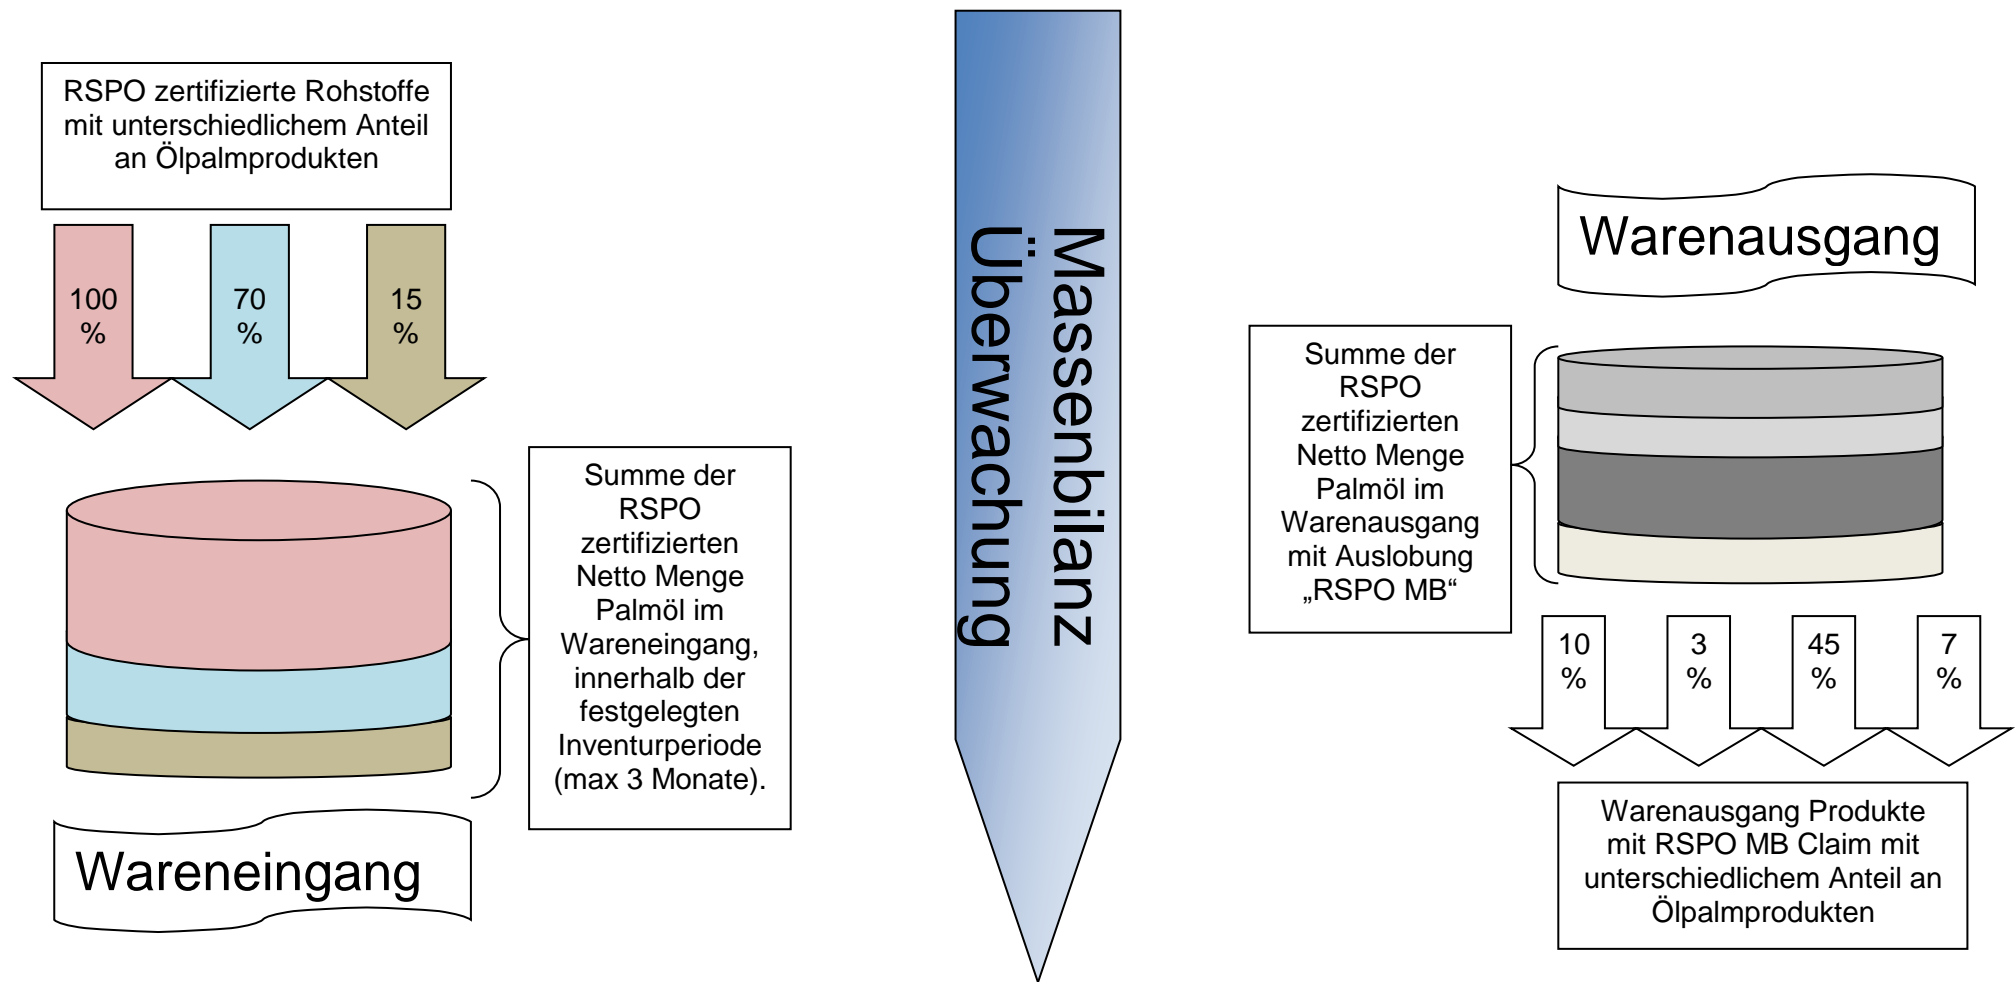 RSPO zertifizierte Rohstoffe
mit unterschiedlichem Anteil
an Ölpalmprodukten
100
%
70
%
15
%
Summe der
RSPO
zertifizierten
Netto Menge
Palmöl im
Wareneingang,
innerhalb der
festgelegten
Inventurperiode
(max 3 Monate).
Wareneingang
Massenbilanz
Überwachung
Warenausgang
Summe der
RSPO
zertifizierten
Netto Menge
Palmöl im
Warenausgang
mit Auslobung
„RSPO MB“
10
%
3
%
45
%
7
%
Warenausgang Produkte
mit RSPO MB Claim mit
unterschiedlichem Anteil an
Ölpalmprodukten